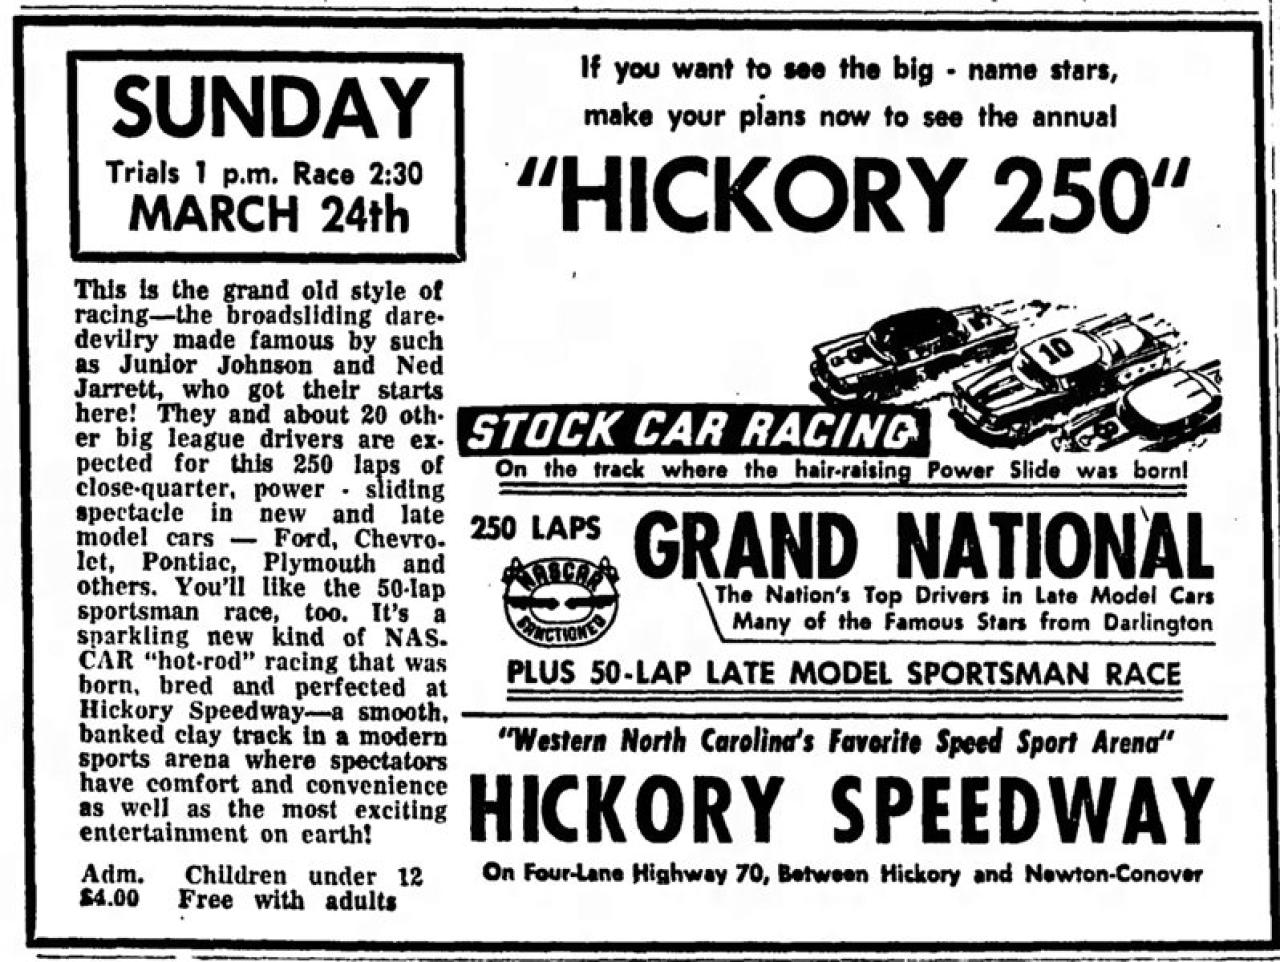 SUNDAY
Trials 1 p.m. Race 2:30
MARCH 24th
This is the grand old style of
racing—the broadsliding dare-
devilry made famous by such
as Junior Johnson and Ned
Jarrett, who got their starts
here! They and about 20 oth-
er big league drivers are ex-
pected for this 250 laps of
close-quarter, power - sliding
spectacle in new and late
model cars — Ford, Chevro-
let, Pontiac, Plymouth and
others. You'll like the 50-lap
sportsman race, too. It's a
sparkling new kind of NAS-
CAR "hot-rod" racing that was
born, bred and perfected at
Hickory Speedway—a smooth,
banked clay track in a modern
sports arena where spectators
have comfort and convenience
as well as the most exciting
entertainment on earth!
Adm. Children under 12
$4.00 Free with adults
If you want to see the big - name stars,
make your plans now to see the annual
"HICKORY 250"
10
STOCK CAR RACING
On the track where the hair-raising Power Slide was born!
250 LAPS
NASCAR
SANCTIONED
GRAND NATIONAL
The Nation's Top Drivers in Late Model Cars
Many of the Famous Stars from Darlington
PLUS 50-LAP LATE MODEL SPORTSMAN RACE
"Western North Carolina's Favorite Speed Sport Arena"
HICKORY SPEEDWAY
On Four-Lane Highway 70, Between Hickory and Newton-Conover